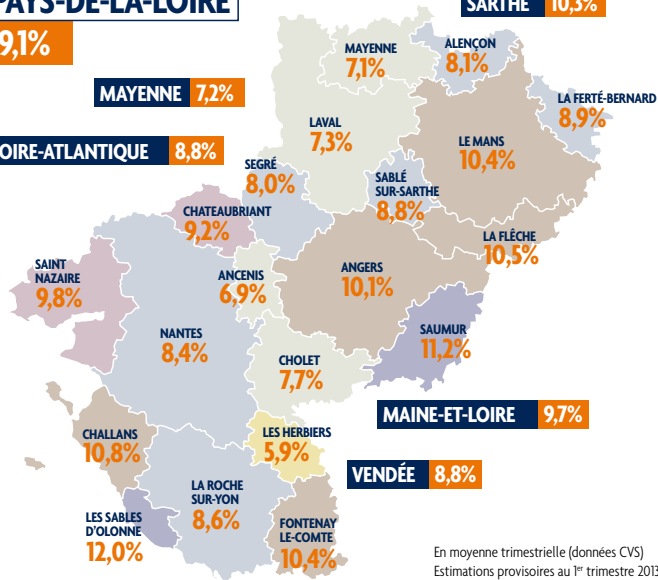 PAYS-DE-LA-LOIRE
9,1%
SARTHE 10,3%
MAYENNE
7,1%
ALENÇON
8,1%
MAYENNE 7,2%
LA FERTÉ-BERNARD
8,9%
LAVAL
7,3%
LE MANS
10,4%
LOIRE-ATLANTIQUE 8,8%
SEGRÉ
8,0%
SABLÉ
SUR-SARTHE
8,8%
CHATEAUBRIANT
9,2%
LA FLÊCHE
10,5%
SAINT
NAZAIRE
9,8%
ANCENIS
6,9%
ANGERS
10,1%
NANTES
8,4%
SAUMUR
11,2%
CHOLET
7,7%
MAINE-ET-LOIRE 9,7%
CHALLANS
10,8%
LES HERBIERS
5,9%
VENDÉE 8,8%
LA ROCHE
SUR-YON
8,6%
LES SABLES
D'OLONNE
12,0%
FONTENAY
LE-COMTE
10,4%
En moyenne trimestrielle (données CVS)
Estimations provisoires au 1er trimestre 2013